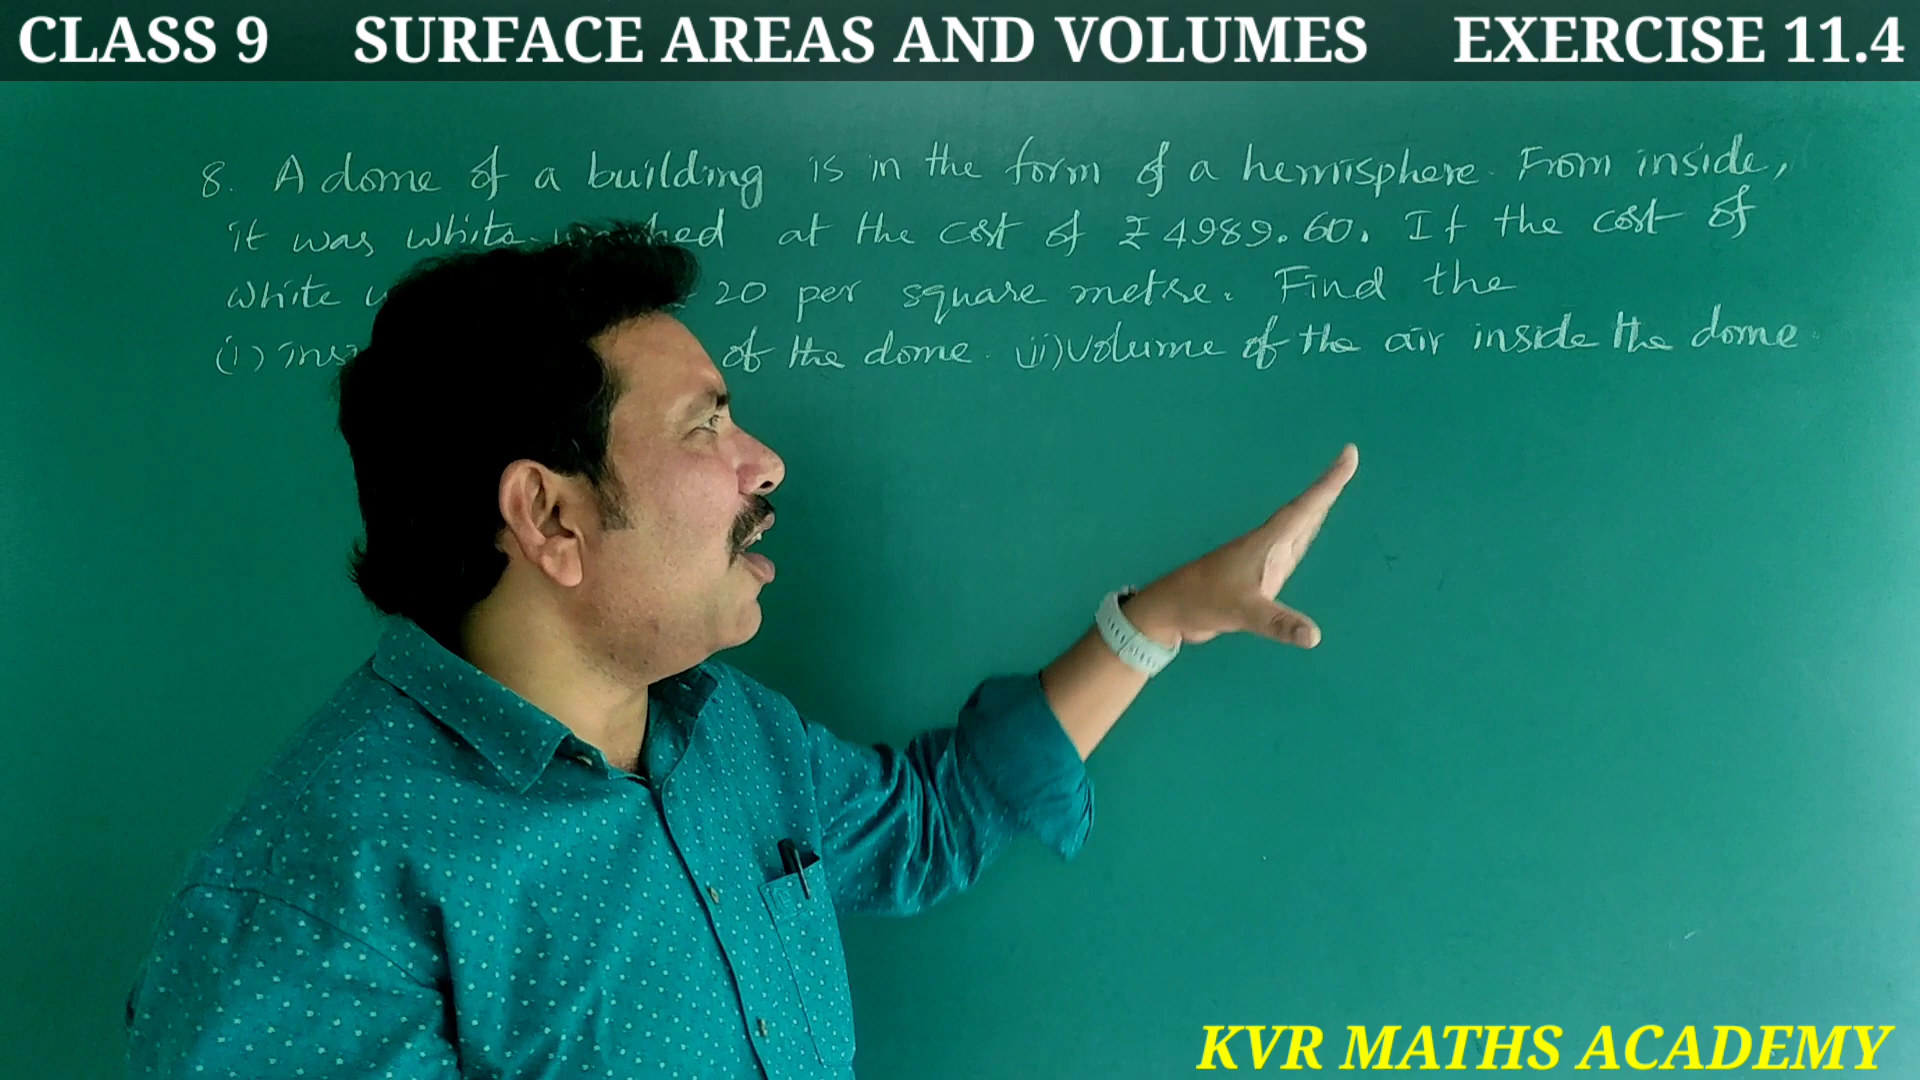 CLASS 9 SURFACE AREAS AND VOLUMES EXERCISE 11.4
8. A dome of a building is in the form of a hemisphere. From inside,
it was white at the cost of ₹4989.60. If the cost of
white 20 per square metre. Find the
(i) of the dome. (ii) Volume of the air inside the dome.
KVR MATHS ACADEMY